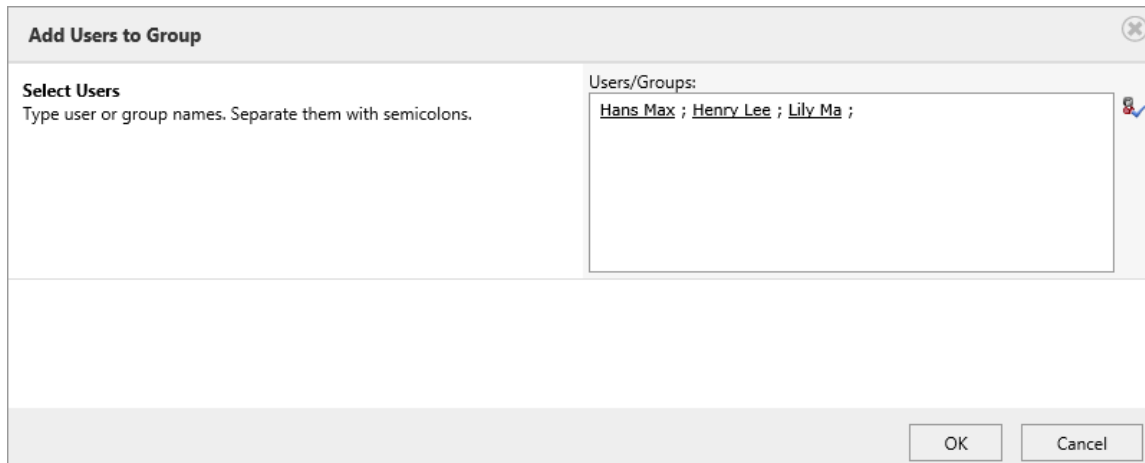 Add Users to Group
Select Users
Type user or group names. Separate them with semicolons.
Users/Groups:
Hans Max ; Henry Lee ; Lily Ma ;
OK
Cancel